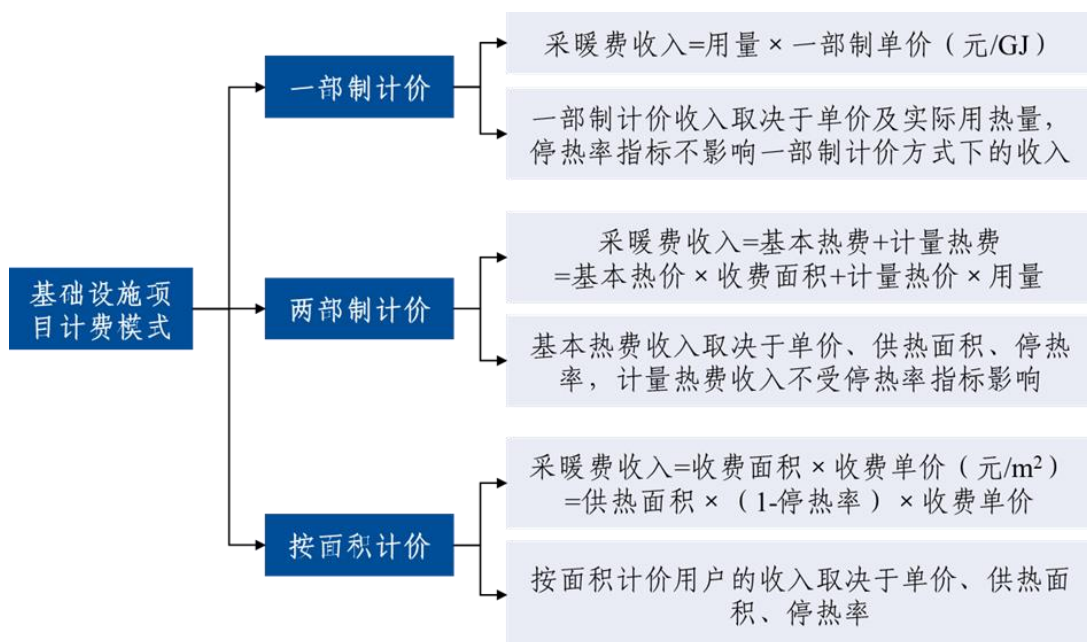 基础设施项
目计费模式
一部制计价
采暖费收入=用量×一部制单价（元/GJ）
一部制计价收入取决于单价及实际用热量，
停热率指标不影响一部制计价方式下的收入
两部制计价
采暖费收入=基本热费+计量热费
=基本热价×收费面积+计量热价×用量
基本热费收入取决于单价、供热面积、停热
率，计量热费收入不受停热率指标影响
按面积计价
采暖费收入=收费面积×收费单价（元/m²）
=供热面积×（1-停热率）×收费单价
按面积计价用户的收入取决于单价、供热面
积、停热率